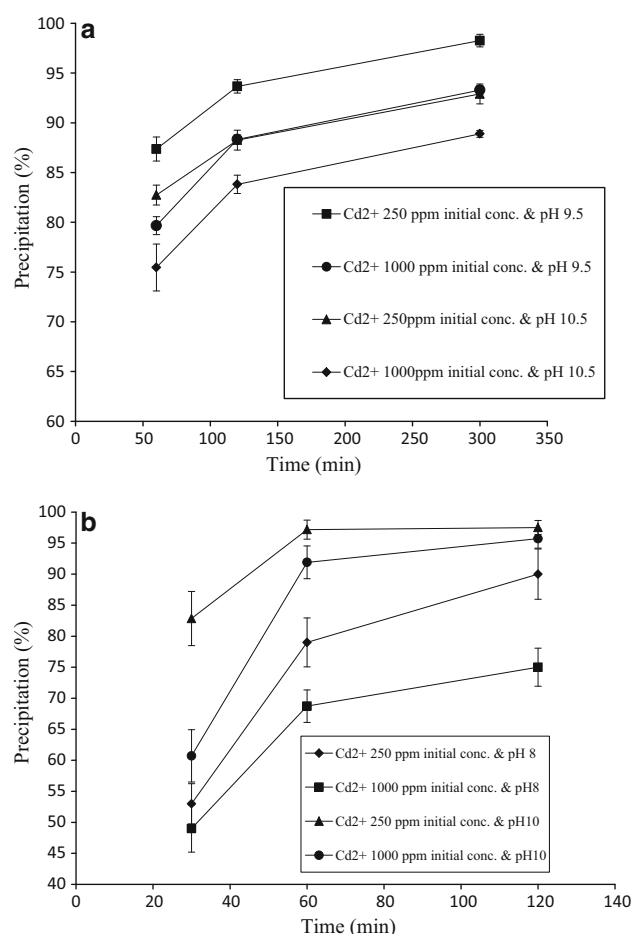 a
100
95
90
85
80
75
70
65
60
Precipitation (%)
Cd2+ 250 ppm initial conc. & pH 9.5
Cd2+ 1000 ppm initial conc. & pH 9.5
Cd2+ 250ppm initial conc. & pH 10.5
Cd2+ 1000ppm initial conc. & pH 10.5
0 50 100 150 200 250 300 350
Time (min)
b
100
95
90
85
80
75
70
65
60
55
50
45
40
Precipitation (%)
Cd2+ 250 ppm initial conc. & pH 8
Cd2+ 1000 ppm initial conc. & pH8
Cd2+ 250 ppm initial conc. & pH10
Cd2+ 1000 ppm initial conc. & pH10
0 20 40 60 80 100 120 140
Time (min)